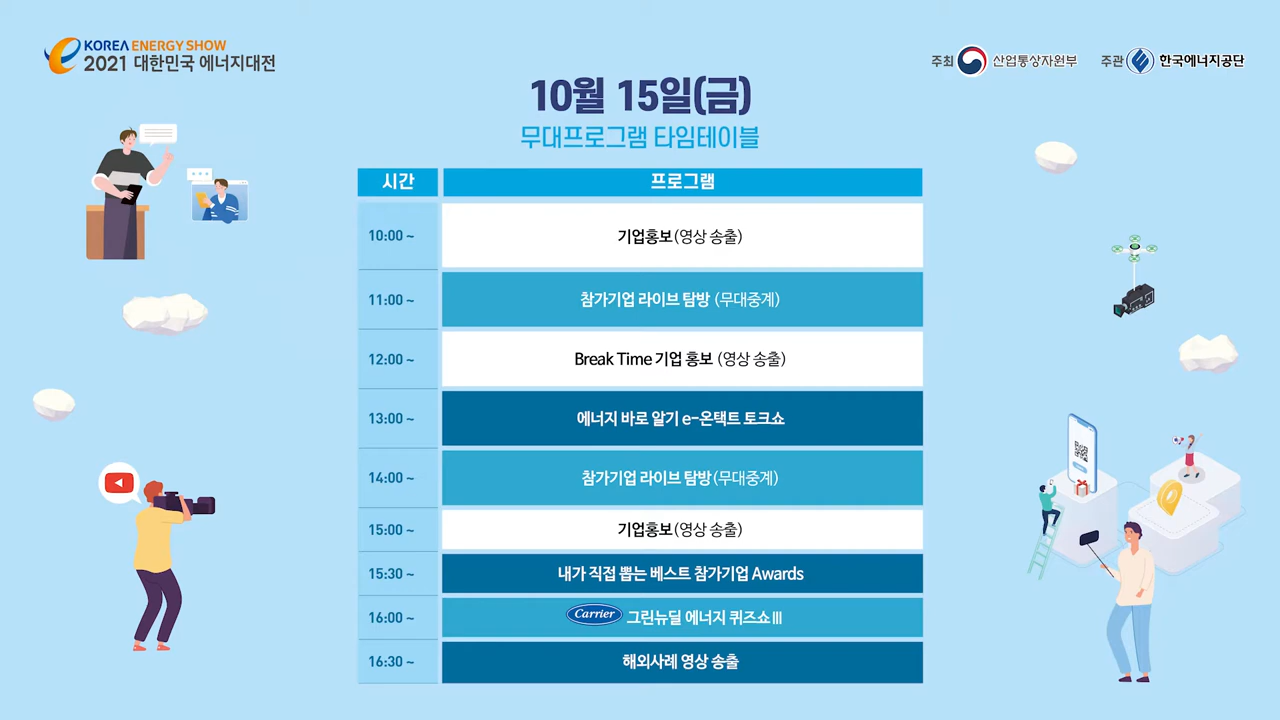 KOREA ENERGY SHOW
2021 대한민국 에너지대전
주최 산업통상자원부 주관 한국에너지공단
10월 15일(금)
무대프로그램 타임테이블
시간 프로그램
10:00 ~ 기업홍보(영상 송출)
11:00 ~ 참가기업 라이브 탐방 (무대중계)
12:00 ~ Break Time 기업 홍보 (영상 송출)
13:00 ~ 에너지 바로 알기 e-온택트 토크쇼
14:00 ~ 참가기업 라이브 탐방(무대중계)
15:00 ~ 기업홍보(영상 송출)
15:30 ~ 내가 직접 뽑는 베스트 참가기업 Awards
16:00 ~ Carrier 그린뉴딜 에너지 퀴즈쇼Ⅲ
16:30 ~ 해외사례 영상 송출